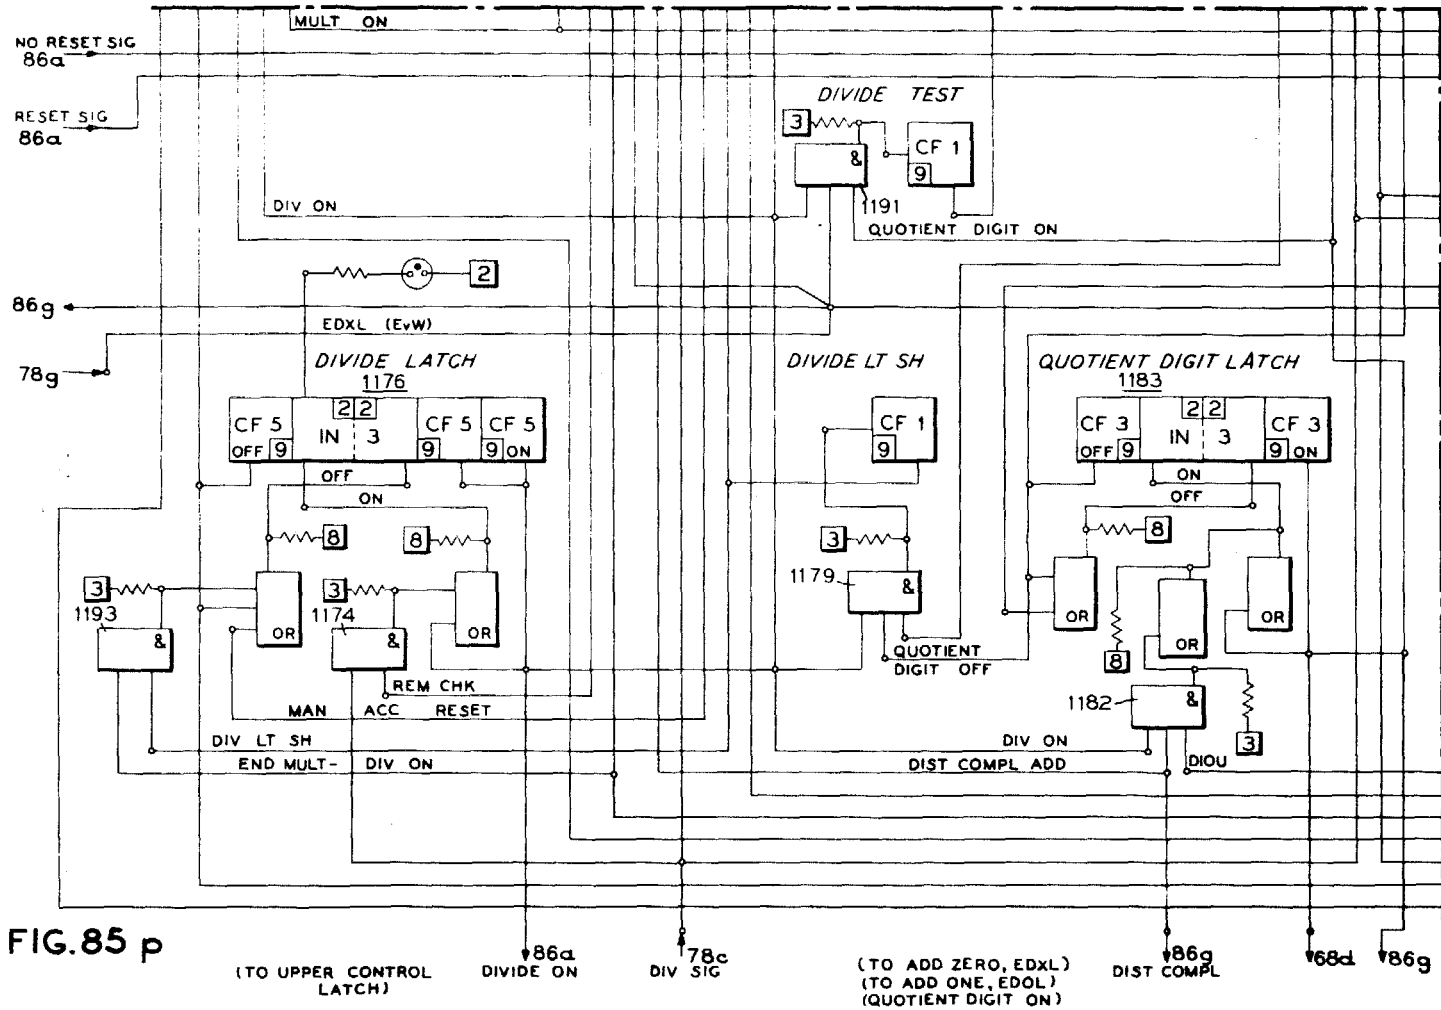 MULT ON
NO RESET SIG
86a
RESET SIG
86a
DIVIDE TEST
3
&
CF 1
9
1191
DIV ON
QUOTIENT DIGIT ON
2
86g
EDXL (EvW)
78g
DIVIDE LATCH
1176
DIVIDE LT SH
QUOTIENT DIGIT LATCH
1183
CF 5
OFF
9
IN
2
2
3
CF 5
9
CF 5
9
ON
CF 1
9
CF 3
OFF
9
IN
2
2
3
CF 3
9
ON
OFF
ON
ON
OFF
8
8
3
8
3
1193
&
OR
3
1174
&
OR
1179
&
OR
OR
OR
8
QUOTIENT
DIGIT OFF
REM CHK
1182
&
3
MAN ACC RESET
DIV LT SH
END MULT- DIV ON
DIV ON
DIST COMPL ADD
DIOU
FIG. 85 p
(TO UPPER CONTROL
LATCH)
86a
DIVIDE ON
78c
DIV SIG
(TO ADD ZERO, EDXL)
(TO ADD ONE, EDOL)
(QUOTIENT DIGIT ON)
86g
DIST COMPL
68d
86g